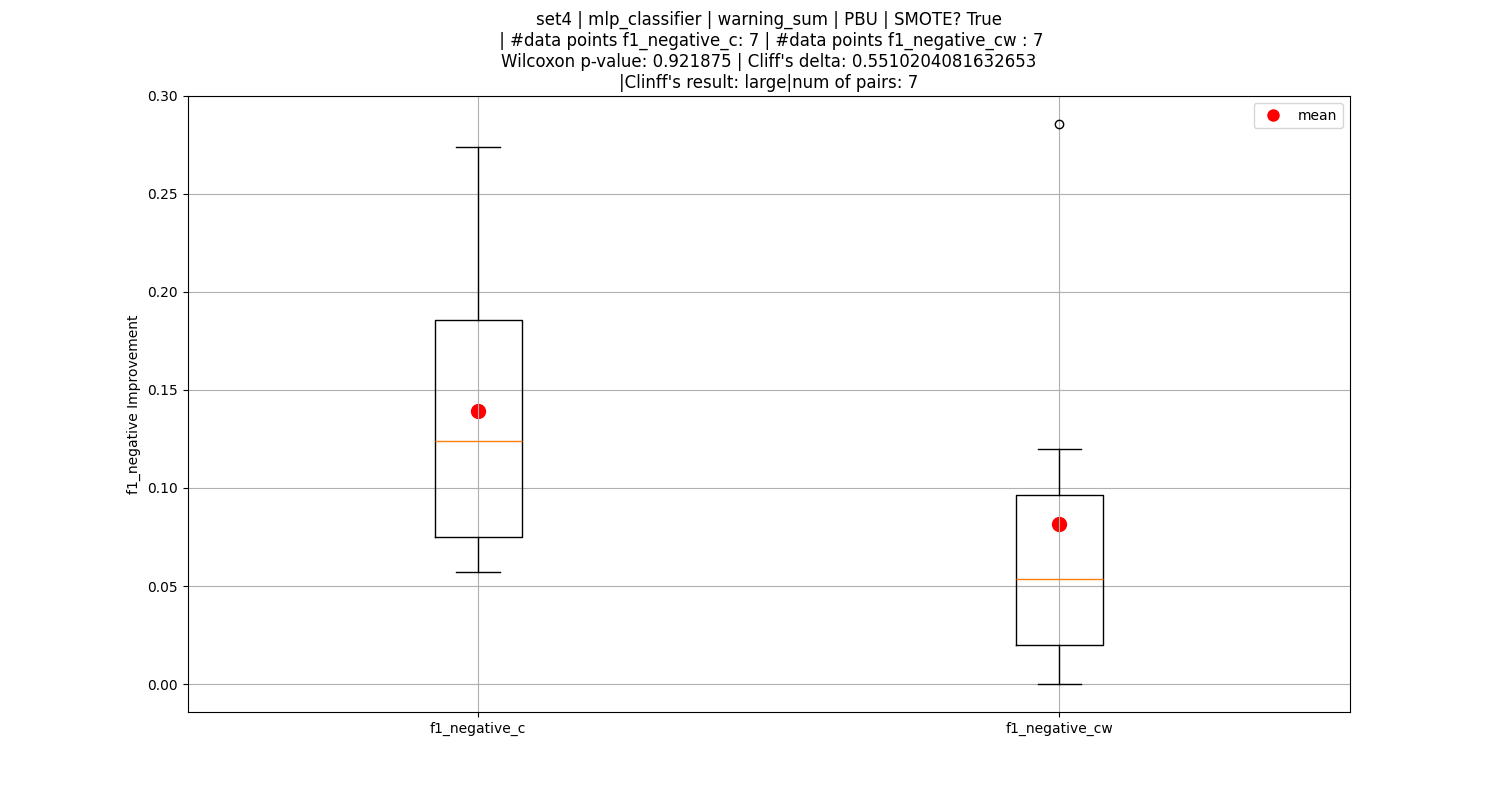 set4 | mlp_classifier | warning_sum | PBU | SMOTE? True
| #data points f1_negative_c: 7 | #data points f1_negative_cw : 7
Wilcoxon p-value: 0.921875 | Cliff's delta: 0.5510204081632653
|Clinff's result: large|num of pairs: 7
mean
0.30
0.25
0.20
0.15
0.10
0.05
0.00
f1_negative Improvement
f1_negative_c
f1_negative_cw